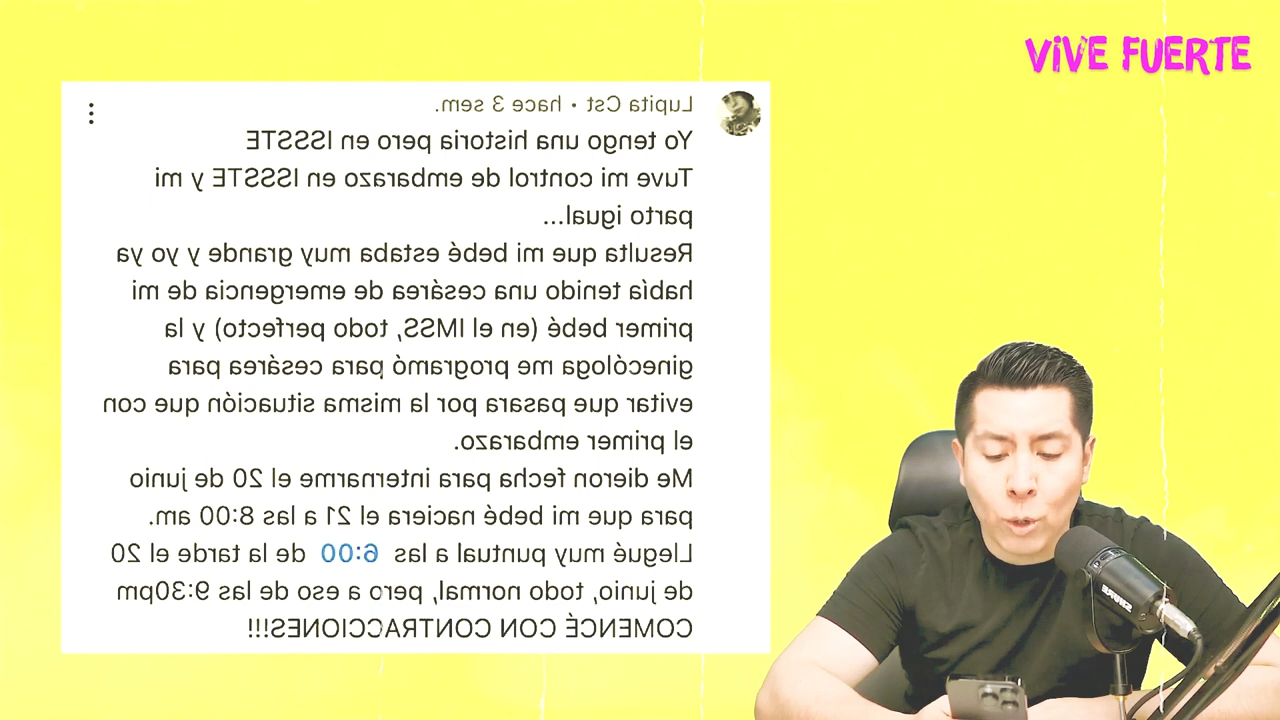 ViVE FUERTE
Lupita Cst • hace 3 sem.
Yo tengo una historia pero en ISSSTE
Tuve mi control de embarazo en ISSSTE y mi
parto igual...
Resulta que mi bebé estaba muy grande y yo ya
había tenido una cesárea de emergencia de mi
primer bebé (en el IMSS, todo perfecto) y la
ginecóloga me programó para cesárea para
evitar que pasara por la misma situación que con
el primer embarazo.
Me dieron fecha para internarme el 20 de junio
para que mi bebé naciera el 21 a las 8:00 am.
Llegué muy puntual a las 6:00 de la tarde el 20
de junio, todo normal, pero a eso de las 9:30pm
COMENCÉ CON CONTRACCIONES!!!
SHURE